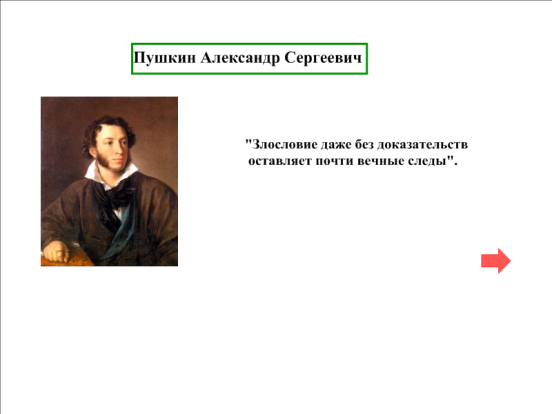 Пушкин Александр Сергеевич
"Злословие даже без доказательств
оставляет почти вечные следы".